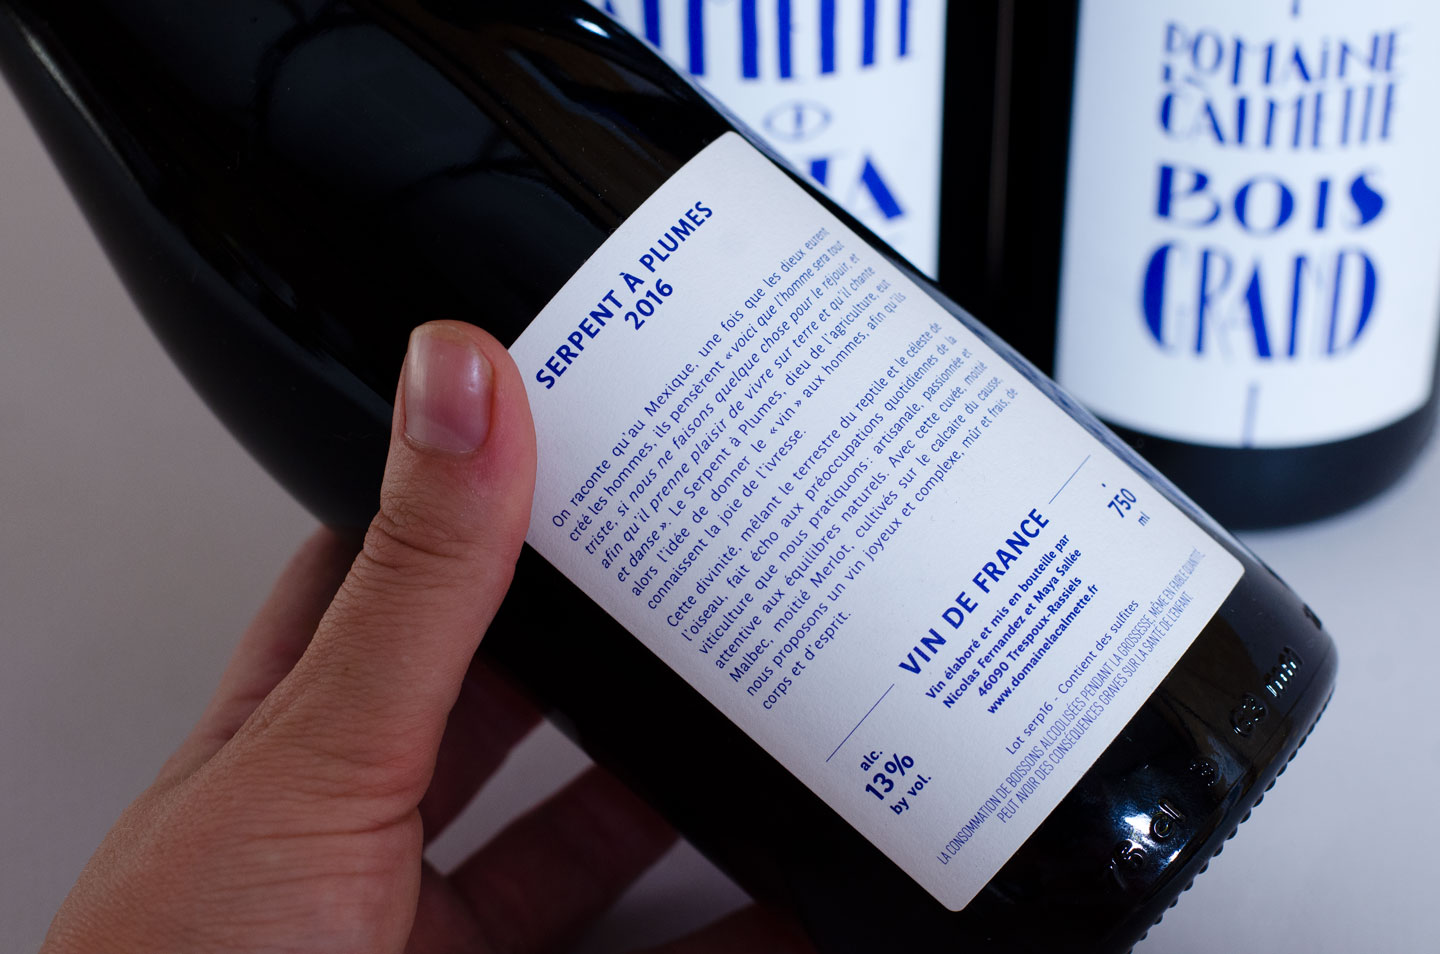 SERPENT À PLUMES
2016
On raconte qu'au Mexique, une fois que les dieux eurent
créé les hommes, ils pensèrent « voici que l'homme sera tout
triste, si nous ne faisons quelque chose pour le réjouir, et
afin qu'il prenne plaisir de vivre sur terre et qu'il chante
et danse ». Le Serpent à Plumes, dieu de l'agriculture, eut
alors l'idée de donner le « vin » aux hommes, afin qu'ils
connaissent la joie de l'ivresse.
Cette divinité, mêlant le terrestre du reptile et le céleste de
l'oiseau, fait écho aux préoccupations quotidiennes de la
viticulture que nous pratiquons: artisanale, passionnée et
attentive aux équilibres naturels. Avec cette cuvée, moitié
Malbec, moitié Merlot, cultivés sur le calcaire du causse,
nous proposons un vin joyeux et complexe, mûr et frais, de
corps et d'esprit.
VIN DE FRANCE
Vin élaboré et mis en bouteille par
Nicolas Fernandez et Maya Sallée
46090 Trespoux-Rassiels
www.domainelacalmette.fr
alc.
13%
by vol.
750
ml
Lot serp16 - Contient des sulfites
LA CONSOMMATION DE BOISSONS ALCOOLISÉES PENDANT LA GROSSESSE, MÊME EN FAIBLE QUANTITÉ,
PEUT AVOIR DES CONSÉQUENCES GRAVES SUR LA SANTÉ DE L'ENFANT.
75 cl
DOMAINE
LA CALMETTE
BOIS
GRAND